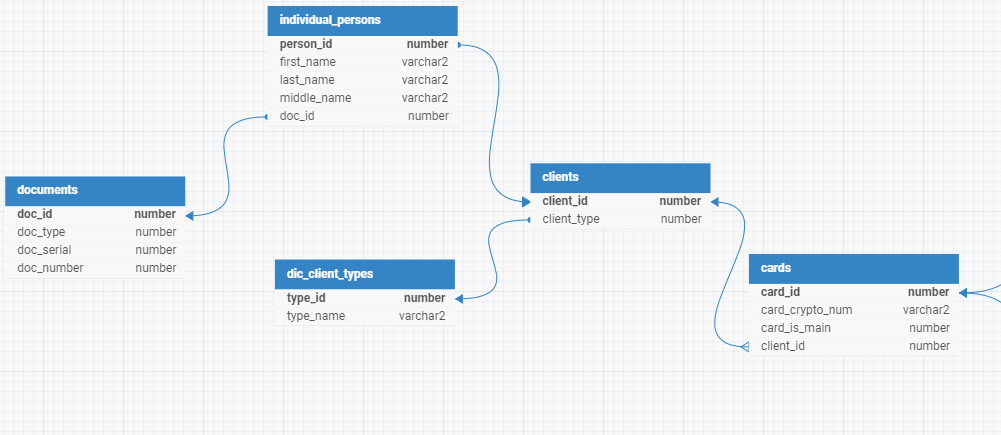 individual_persons
person_id number
first_name varchar2
last_name varchar2
middle_name varchar2
doc_id number
documents
doc_id number
doc_type number
doc_serial number
doc_number number
clients
client_id number
client_type number
dic_client_types
type_id number
type_name varchar2
cards
card_id number
card_crypto_num varchar2
card_is_main number
client_id number